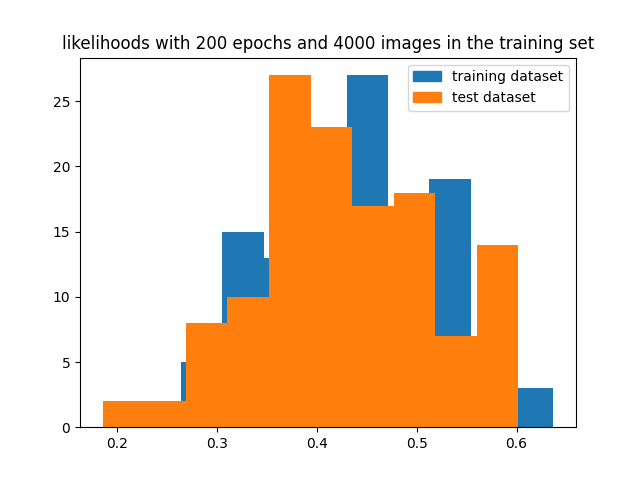 likelihoods with 200 epochs and 4000 images in the training set
training dataset
test dataset
25
20
15
10
5
0
0.2 0.3 0.4 0.5 0.6